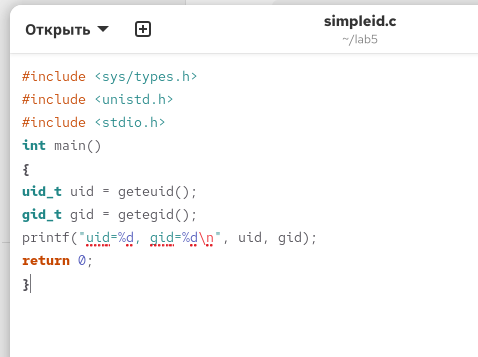 Открыть
simpleid.c
~/lab5
#include <sys/types.h>
#include <unistd.h>
#include <stdio.h>
int main()
{
uid_t uid = geteuid();
gid_t gid = getegid();
printf("uid=%d, gid=%d\n", uid, gid);
return 0;
}